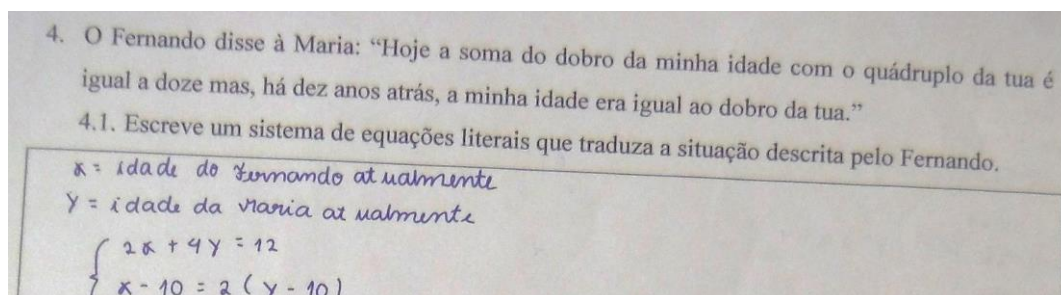 4. O Fernando disse à Maria: “Hoje a soma do dobro da minha idade com o quádruplo da tua é
igual a doze mas, há dez anos atrás, a minha idade era igual ao dobro da tua.”
4.1. Escreve um sistema de equações literais que traduza a situação descrita pelo Fernando.
x = idade do Fernando atualmente
y = idade da Maria atualmente
2x + 4y = 12
x - 10 = 2 (y - 10)